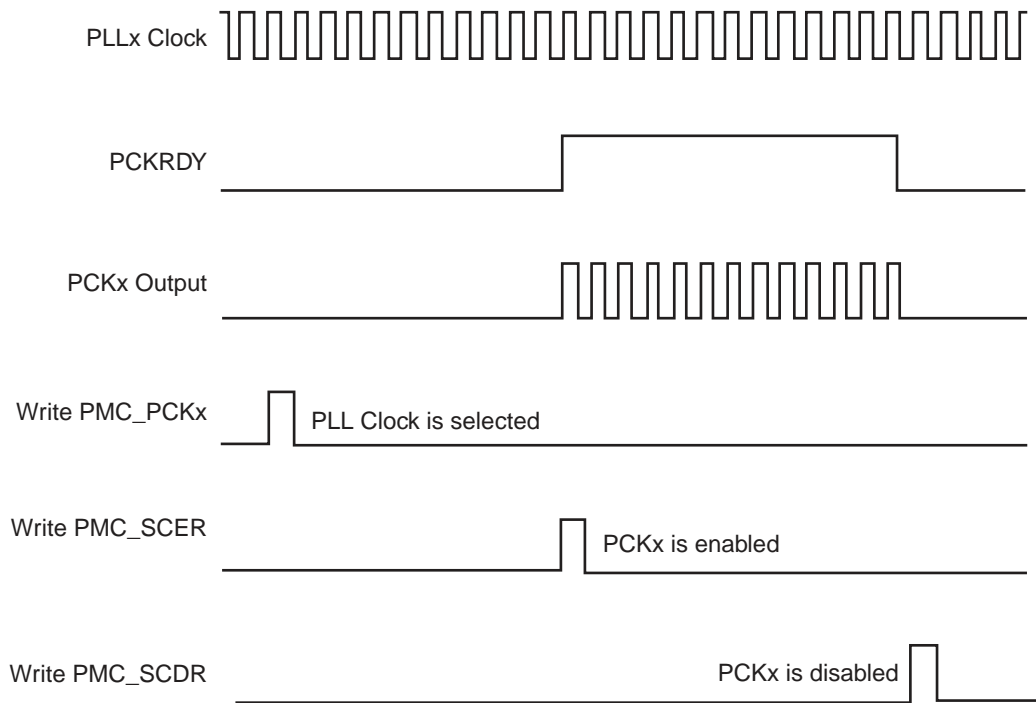 PLLx Clock
PCKRDY
PCKx Output
Write PMC_PCKx
PLL Clock is selected
Write PMC_SCER
PCKx is enabled
Write PMC_SCDR
PCKx is disabled